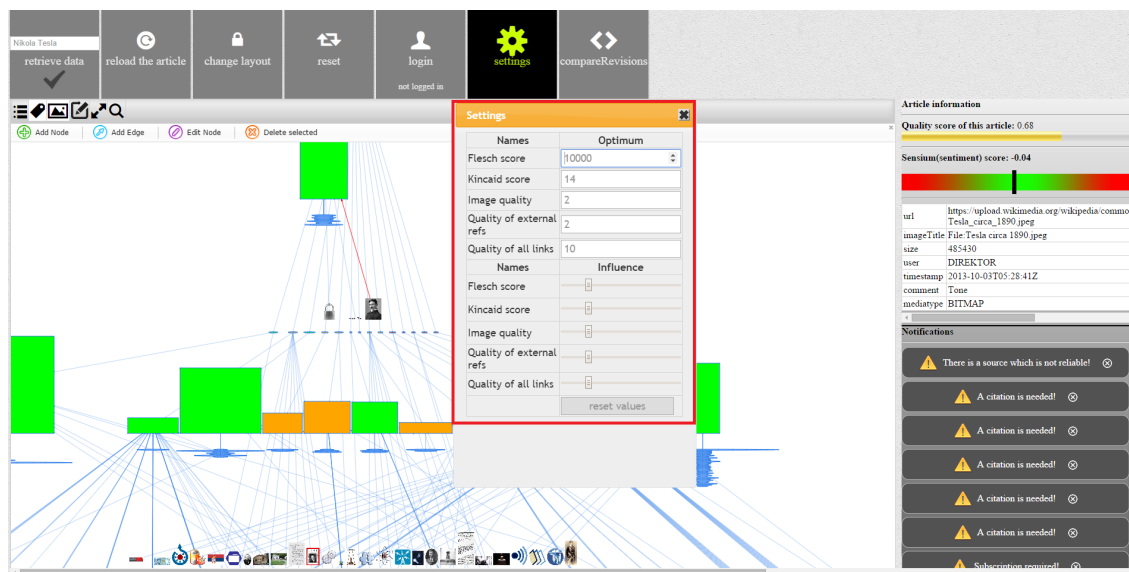 Nikola Tesla
retrieve data
reload the article
change layout
reset
login
not logged in
settings
compareRevisions
Add Node
Add Edge
Edit Node
Delete selected
Settings
Names Optimum
Flesch score 10000
Kincaid score 14
Image quality 2
Quality of external
refs 2
Quality of all links 10
Names Influence
Flesch score
Kincaid score
Image quality
Quality of external
refs
Quality of all links
reset values
Article information
Quality score of this article: 0.68
Sensium(sentiment) score: -0.04
url https://upload.wikimedia.org/wikipedia/commo
Tesla_circa_1890.jpeg
imageTitle File:Tesla circa 1890.jpeg
size 485430
user DIREKTOR
timestamp 2013-10-03T05:28:41Z
comment Tone
mediatype BITMAP
Notifications
There is a source which is not reliable!
A citation is needed!
A citation is needed!
A citation is needed!
A citation is needed!
A citation is needed!
Subscription required!